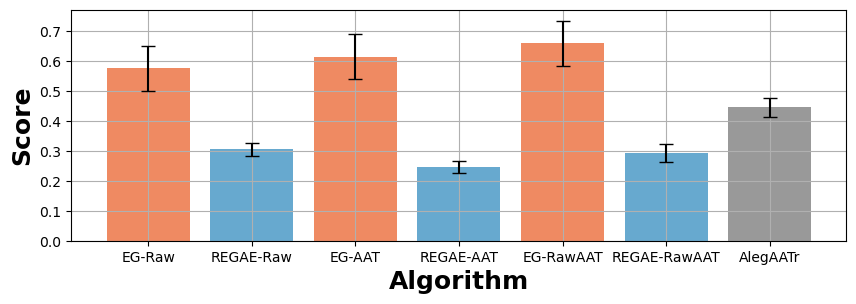 Score
0.7
0.6
0.5
0.4
0.3
0.2
0.1
0.0
EG-Raw REGAE-Raw EG-AAT REGAE-AAT EG-RawAAT REGAE-RawAAT AlegAATr
Algorithm